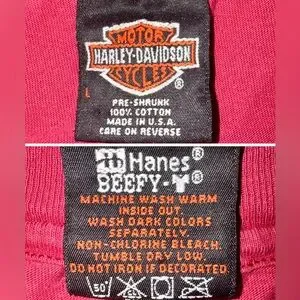 MOTOR
HARLEY-DAVIDSON
CYCLES
®
L
PRE-SHRUNK
100% COTTON
MADE IN U.S.A.
CARE ON REVERSE
Hanes®
BEEFY-T®
MACHINE WASH WARM
INSIDE OUT.
WASH DARK COLORS
SEPARATELY.
NON-CHLORINE BLEACH.
TUMBLE DRY LOW.
DO NOT IRON IF DECORATED.
50°